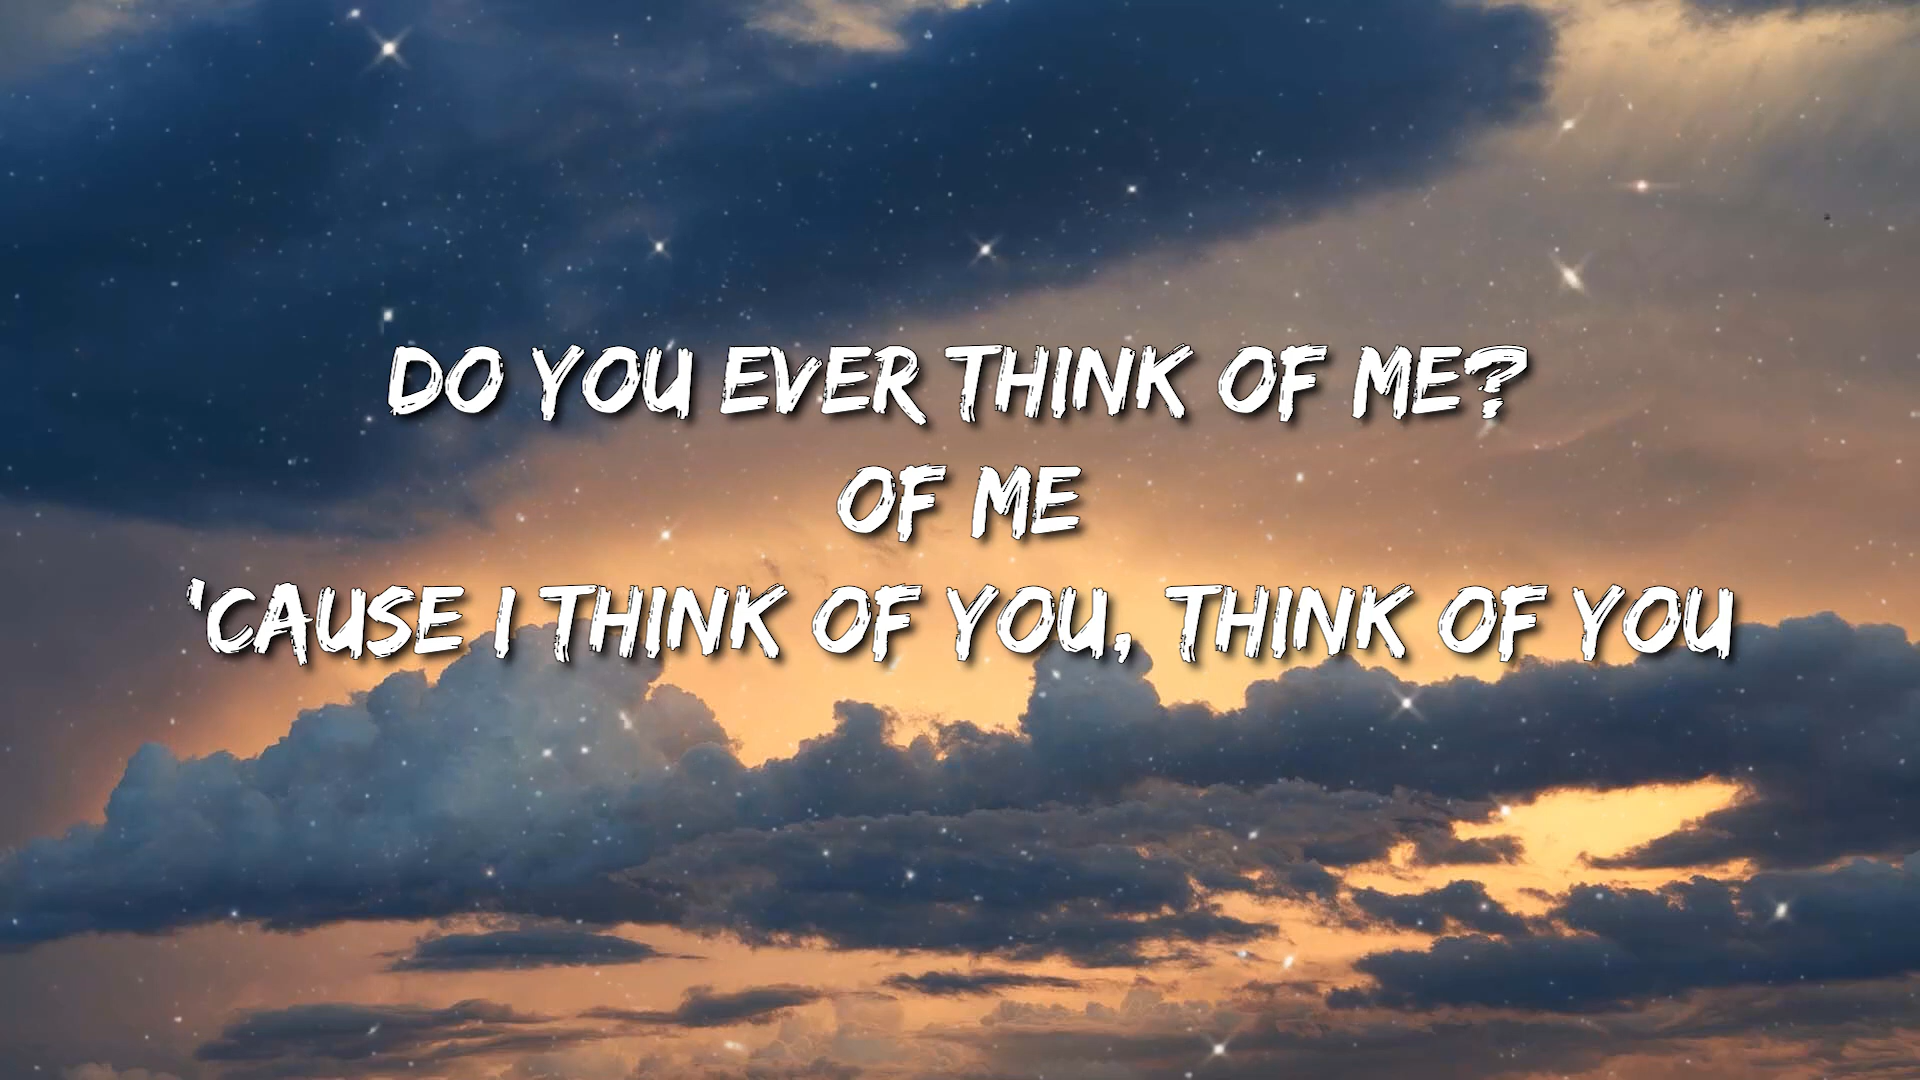 DO YOU EVER THINK OF ME?
OF ME
'CAUSE I THINK OF YOU, THINK OF YOU